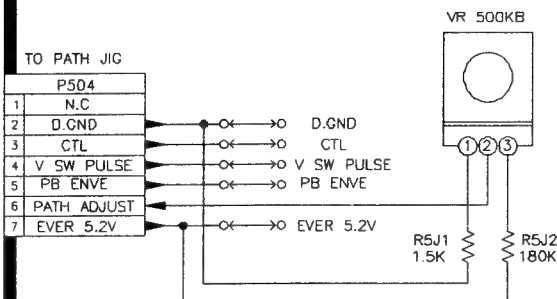 VR 500KB
TO PATH JIG
P504
1 N.C
2 D.GND D.GND
3 CTL CTL
4 V SW PULSE V SW PULSE
5 PB ENVE PB ENVE
6 PATH ADJUST
7 EVER 5.2V EVER 5.2V
1 2 3
R5J1 R5J2
1.5K 180K